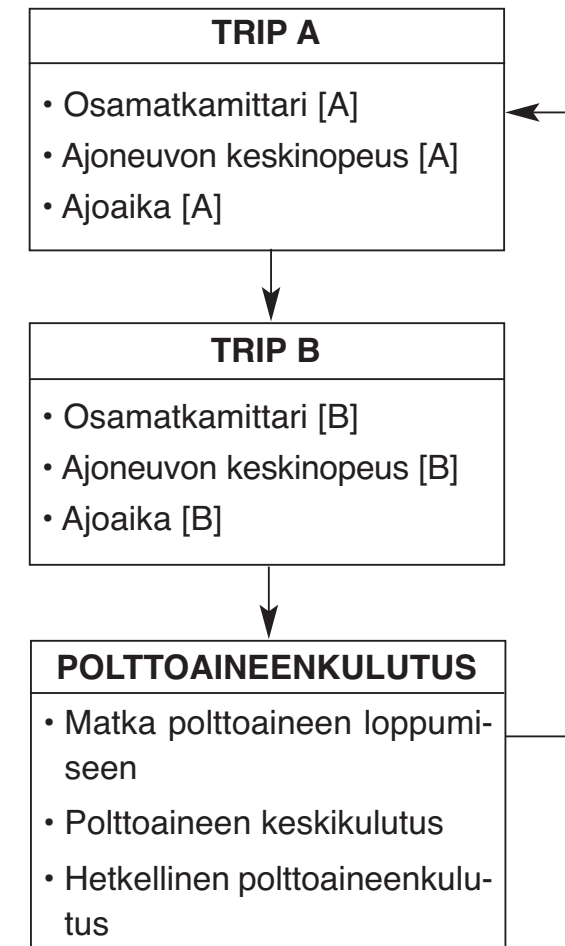 TRIP A
• Osamatkamittari [A]
• Ajoneuvon keskinopeus [A]
• Ajoaika [A]
TRIP B
• Osamatkamittari [B]
• Ajoneuvon keskinopeus [B]
• Ajoaika [B]
POLTTOAINEENKULUTUS
• Matka polttoaineen loppumi-
seen
• Polttoaineen keskikulutus
• Hetkellinen polttoaineenkulu-
tus